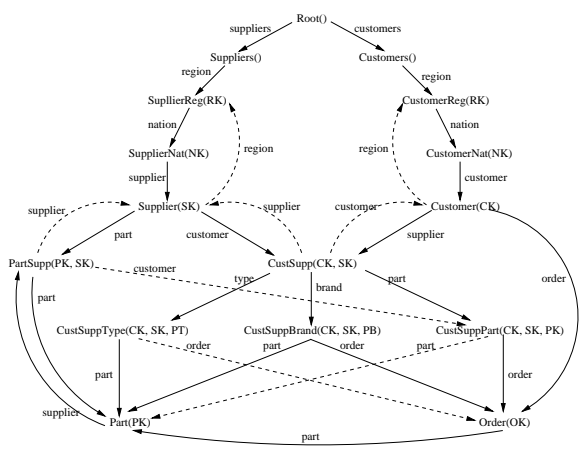 Root()
suppliers
customers
Suppliers()
Customers()
region
region
SupllierReg(RK)
CustomerReg(RK)
nation
nation
region
region
SupplierNat(NK)
CustomerNat(NK)
supplier
customer
supplier
Supplier(SK)
supplier
customer
Customer(CK)
part
customer
supplier
PartSupp(PK, SK)
customer
CustSupp(CK, SK)
type
brand
part
order
part
CustSuppType(CK, SK, PT)
CustSuppBrand(CK, SK, PB)
CustSuppPart(CK, SK, PK)
order
part
order
part
part
order
supplier
Part(PK)
Order(OK)
part